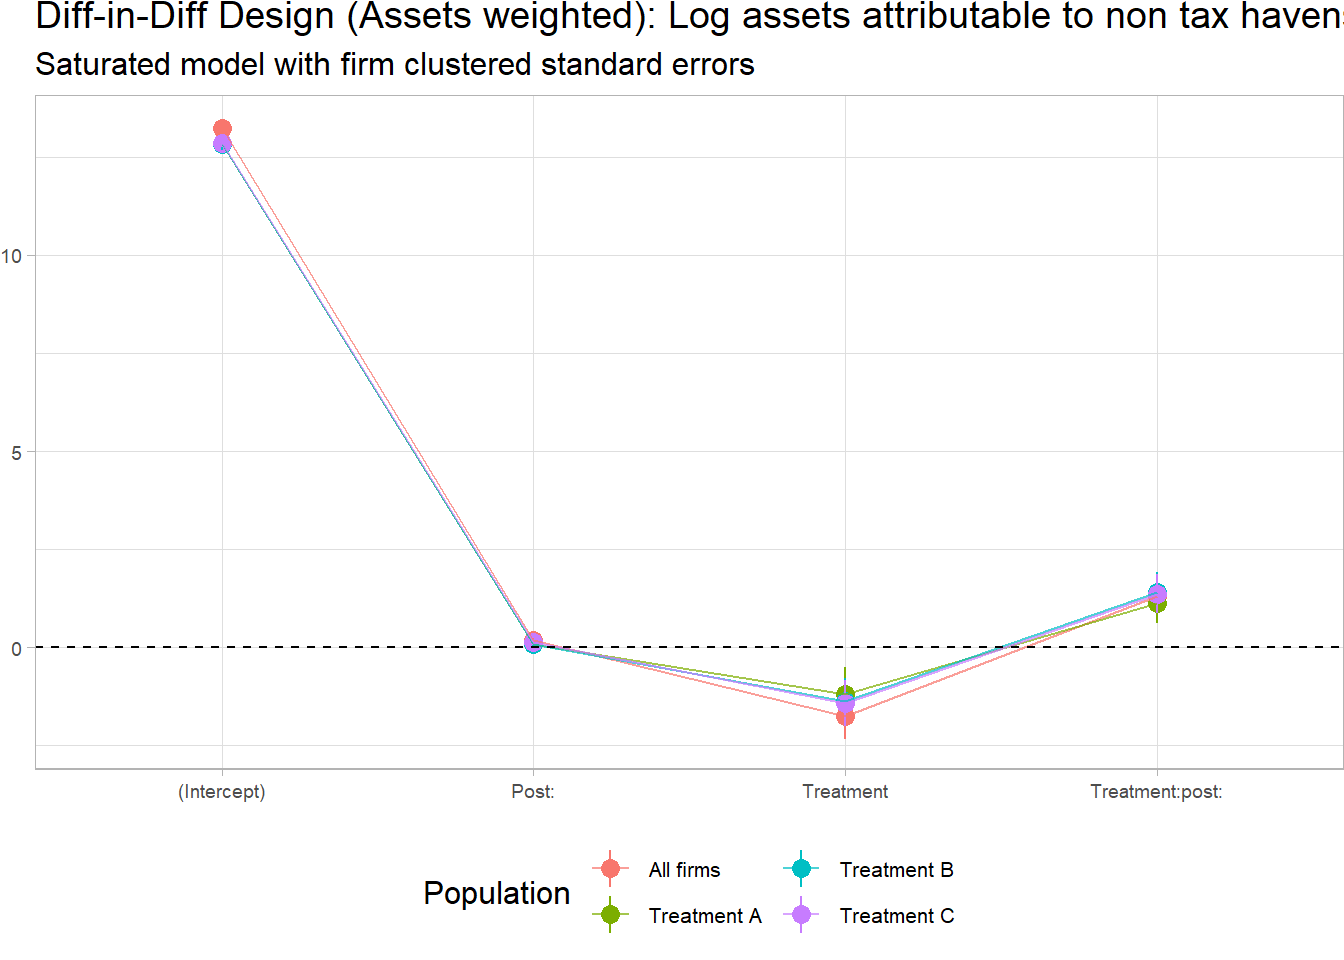 Diff-in-Diff Design (Assets weighted): Log assets attributable to non tax haven
Saturated model with firm clustered standard errors
10
5
0
(Intercept) Post: Treatment Treatment:post:
Population
All firms Treatment B
Treatment A Treatment C